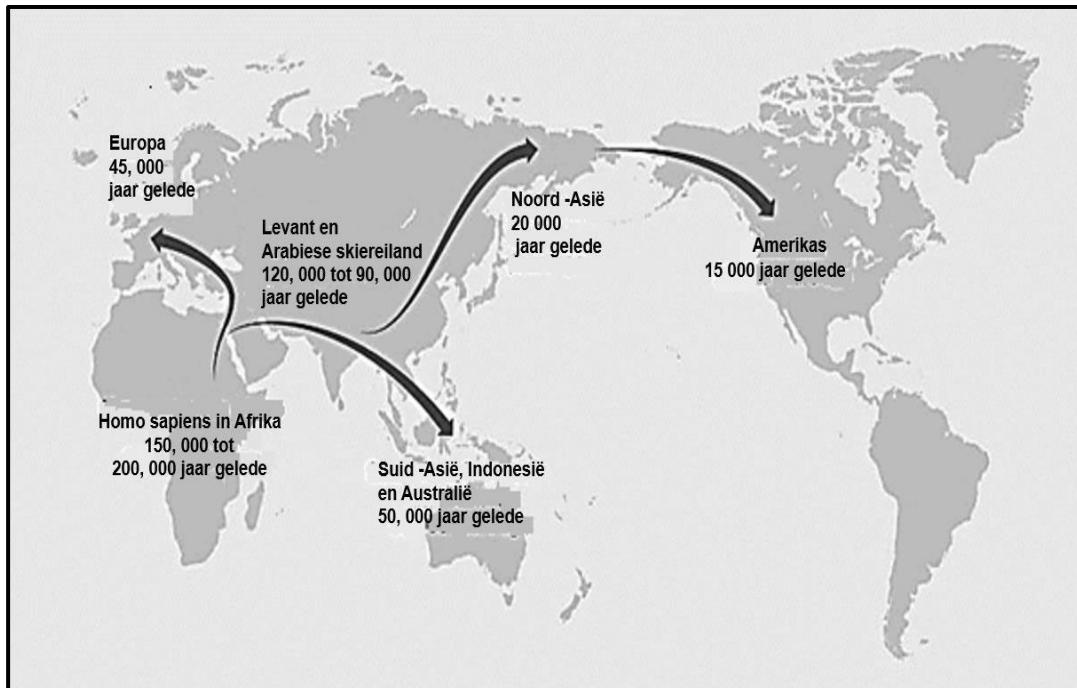 Europa
45, 000
jaar gelede
Levant en
Arabiese skiereiland
120, 000 tot 90, 000
jaar gelede
Noord -Asië
20 000
jaar gelede
Amerikas
15 000 jaar gelede
Homo sapiens in Afrika
150, 000 tot
200, 000 jaar gelede
Suid -Asië, Indonesië
en Australië
50, 000 jaar gelede